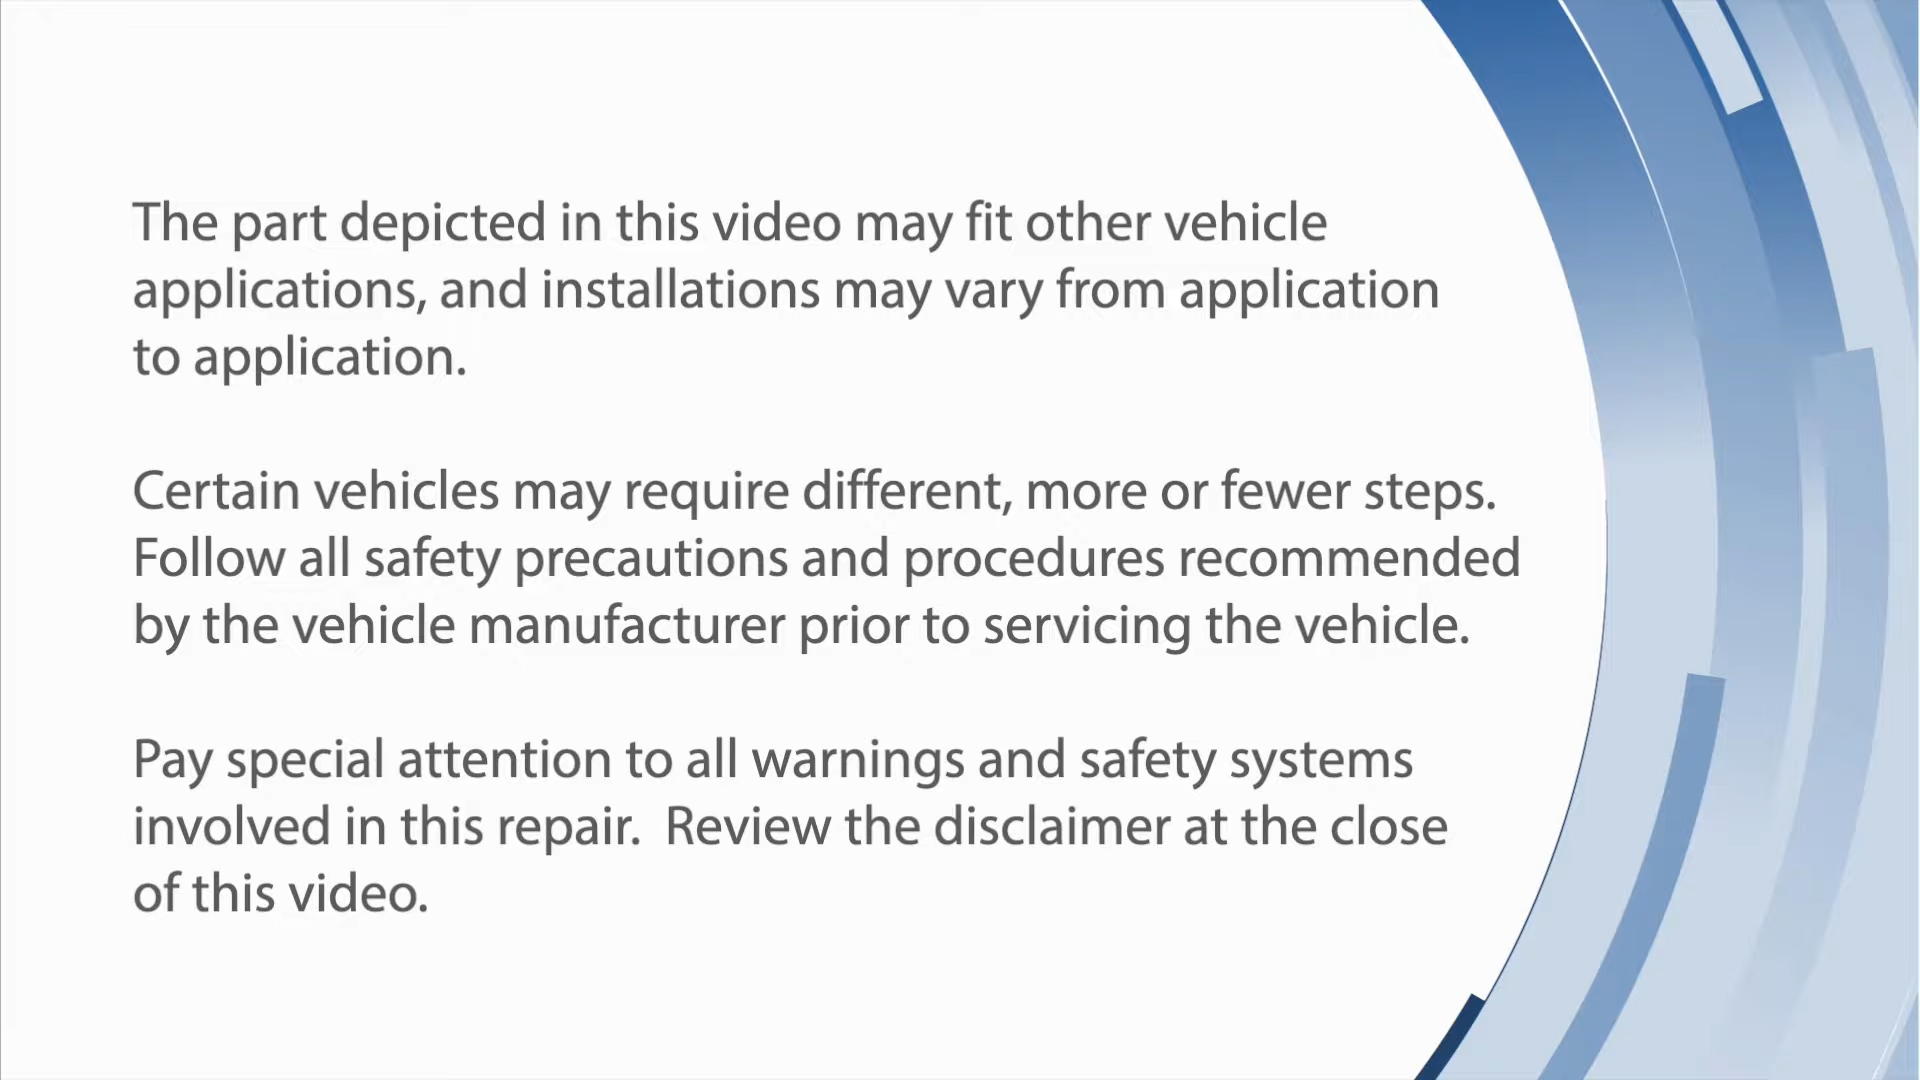 The part depicted in this video may fit other vehicle
applications, and installations may vary from application
to application.
Certain vehicles may require different, more or fewer steps.
Follow all safety precautions and procedures recommended
by the vehicle manufacturer prior to servicing the vehicle.
Pay special attention to all warnings and safety systems
involved in this repair.  Review the disclaimer at the close
of this video.